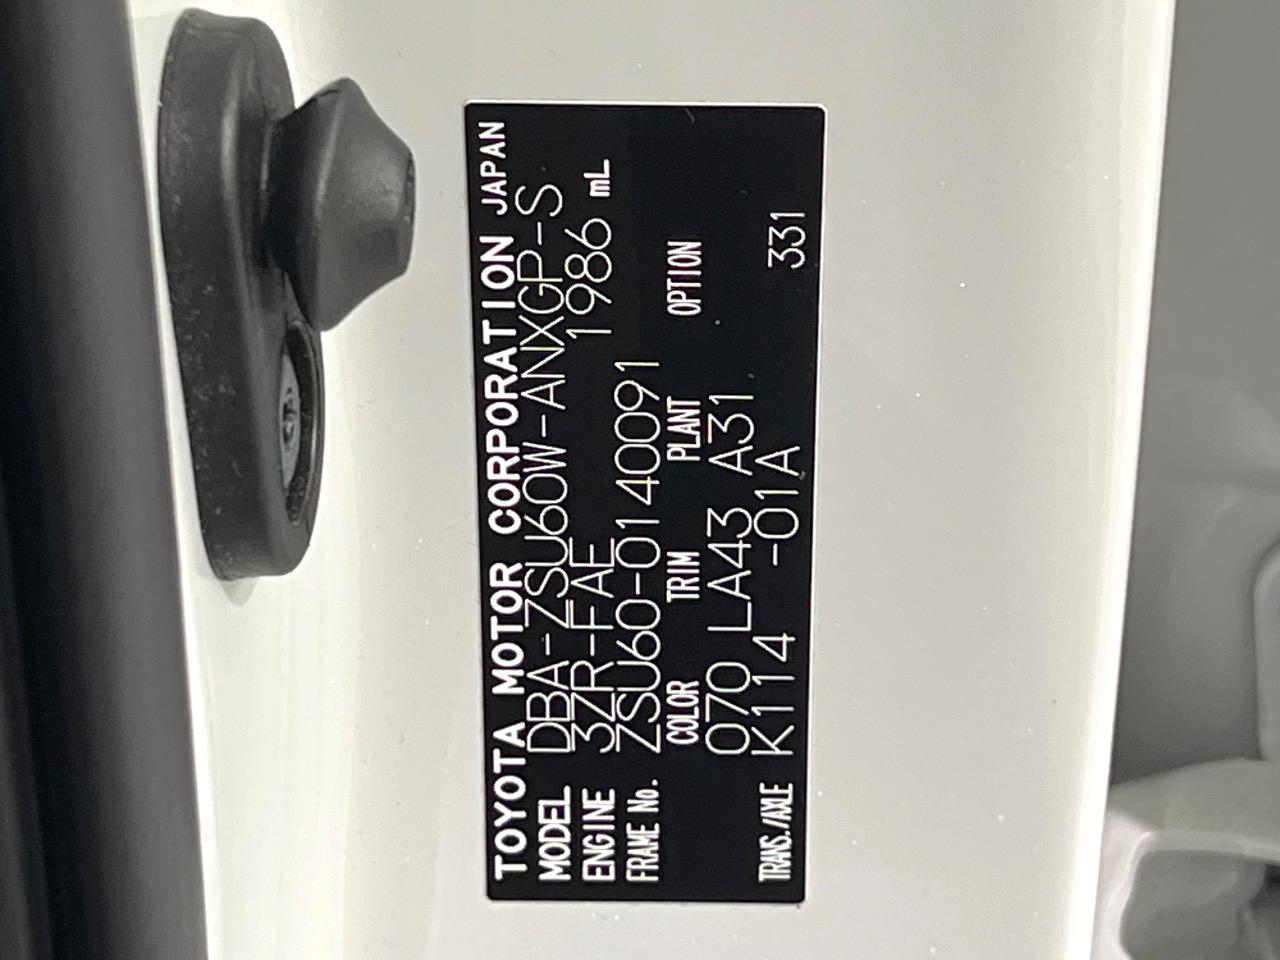 TOYOTA MOTOR CORPORATION JAPAN
MODEL DBA-ZSU60W-ANXGP-S
ENGINE 3ZR-FAE 1986 mL
FRAME No. ZSU60-0140091
COLOR TRIM PLANT OPTION
070 LA43 A31
TRANS./AXLE K114 -01A 331